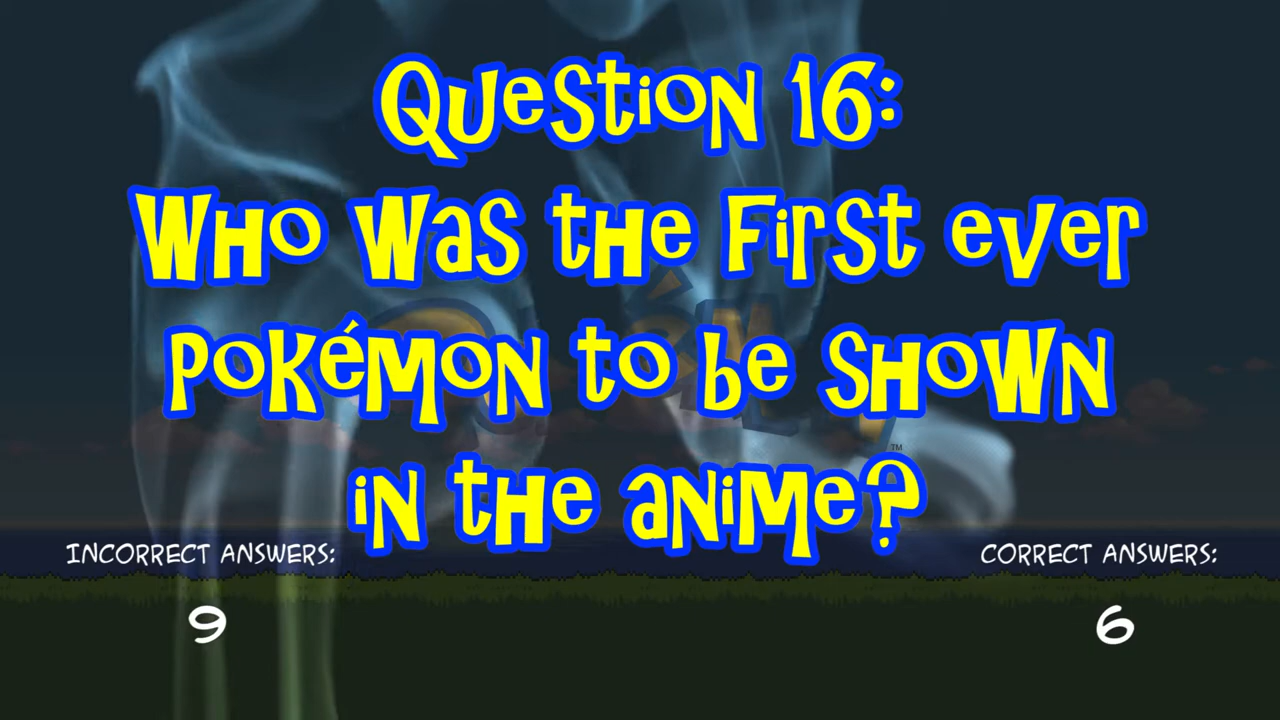 Question 16:
Who was the first ever
Pokémon to be shown
in the anime?
INCORRECT ANSWERS:
CORRECT ANSWERS:
9
6
TM